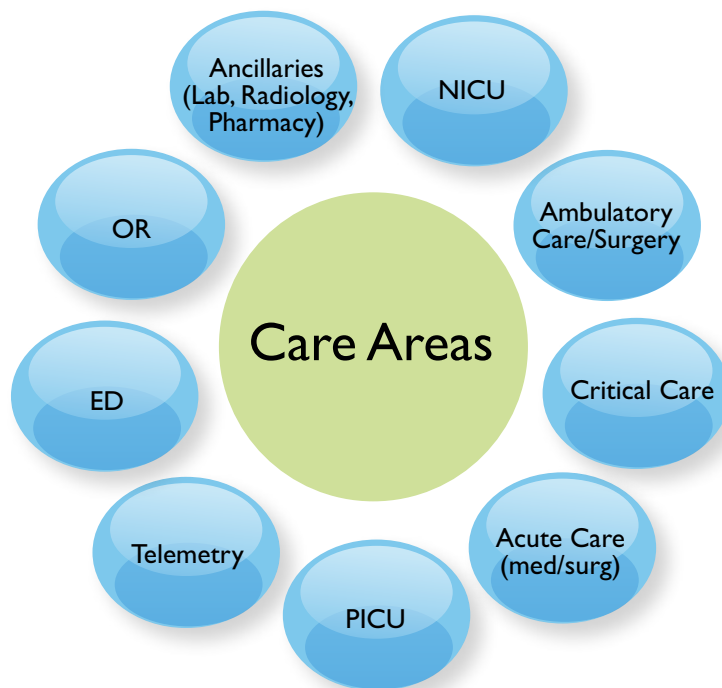 Ancillaries
(Lab, Radiology,
Pharmacy)
NICU
OR
Ambulatory
Care/Surgery
Care Areas
ED
Critical Care
Telemetry
Acute Care
(med/surg)
PICU